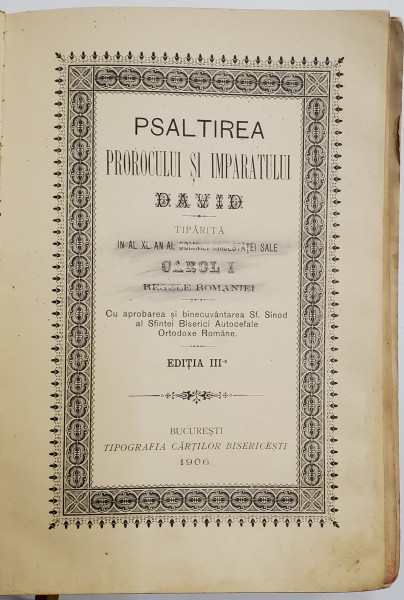 PSALTIREA
PROROCULUI ȘI IMPARATULUI
DAVID
TIPĂRITĂ
IN AL XL AN AL DOMNIEI MAIESTĂȚEI SALE
CAROL I
REGELE ROMANIEI
Cu aprobarea și binecuvântarea Sf. Sinod
al Sfintei Biserici Autocefale
Ortodoxe Române.
EDIȚIA III-a
BUCUREȘTI
TIPOGRAFIA CĂRȚILOR BISERICEȘTI
1906.